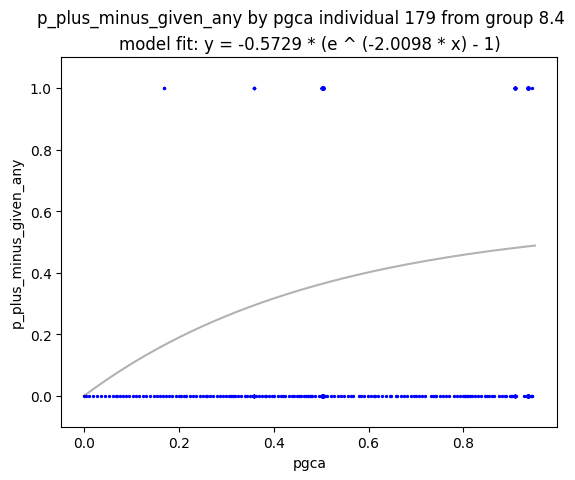 p_plus_minus_given_any by pgca individual 179 from group 8.4
model fit: y = -0.5729 * (e ^ (-2.0098 * x) - 1)
1.0
0.8
0.6
0.4
0.2
0.0
p_plus_minus_given_any
0.0 0.2 0.4 0.6 0.8
pgca